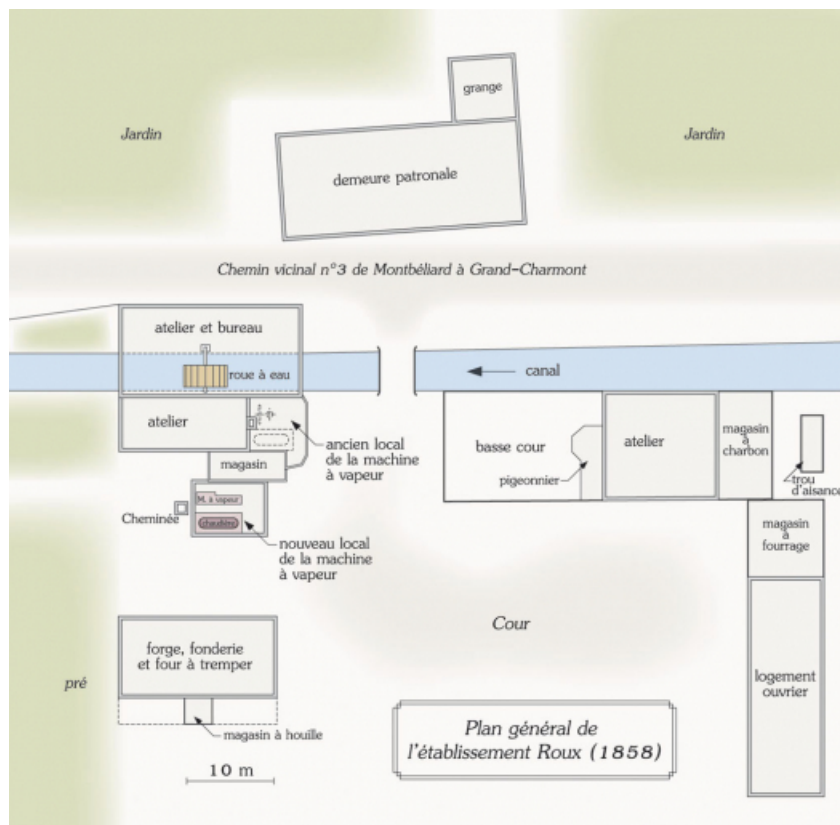 grange
Jardin
Jardin
demeure patronale
Chemin vicinal n°3 de Montbéliard à Grand-Charmont
atelier et bureau
roue à eau
canal
atelier
ancien local
de la machine
à vapeur
magasin
basse cour
pigeonnier
atelier
magasin
à
charbon
trou
d'aisance
M. à vapeur
chaudière
Cheminée
nouveau local
de la machine
à vapeur
magasin
à
fourrage
Cour
forge, fonderie
et four à tremper
pré
magasin à houille
logement
ouvrier
10 m
Plan général de
l'établissement Roux (1858)